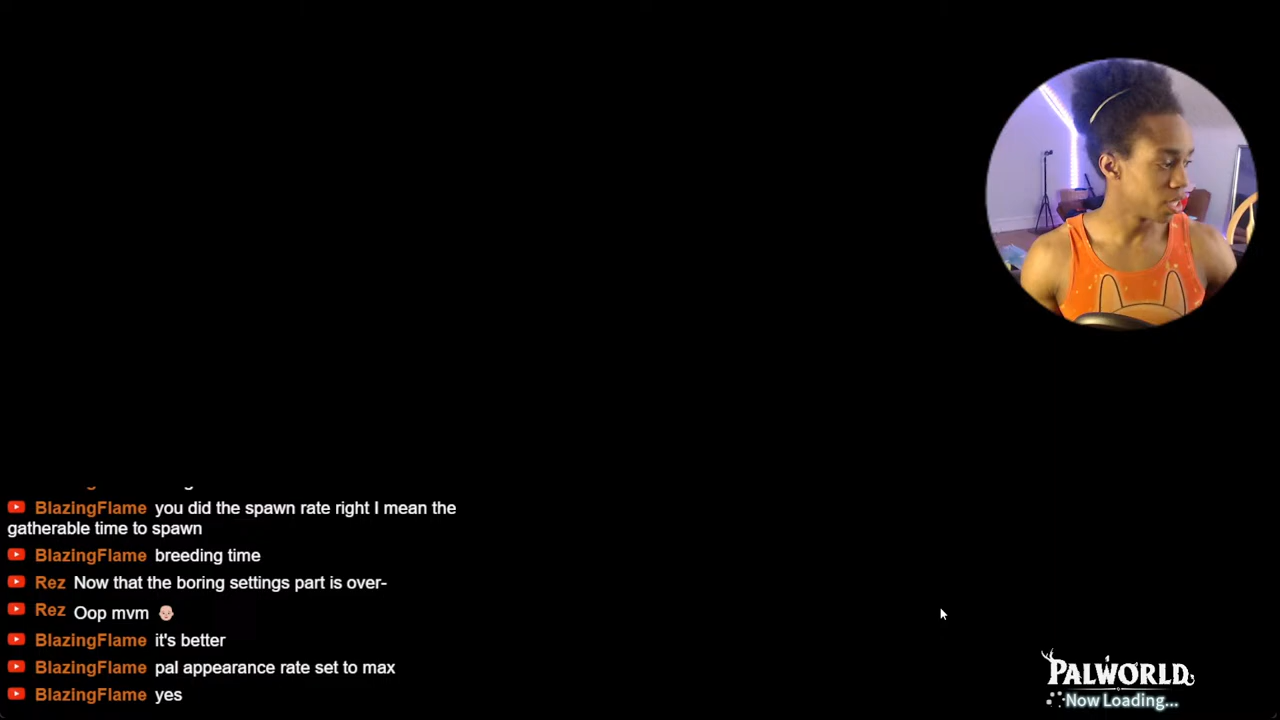 BlazingFlame you did the spawn rate right I mean the
gatherable time to spawn
BlazingFlame breeding time
Rez Now that the boring settings part is over-
Rez Oop mvm
BlazingFlame it's better
BlazingFlame pal appearance rate set to max
BlazingFlame yes
PALWORLD
Now Loading...